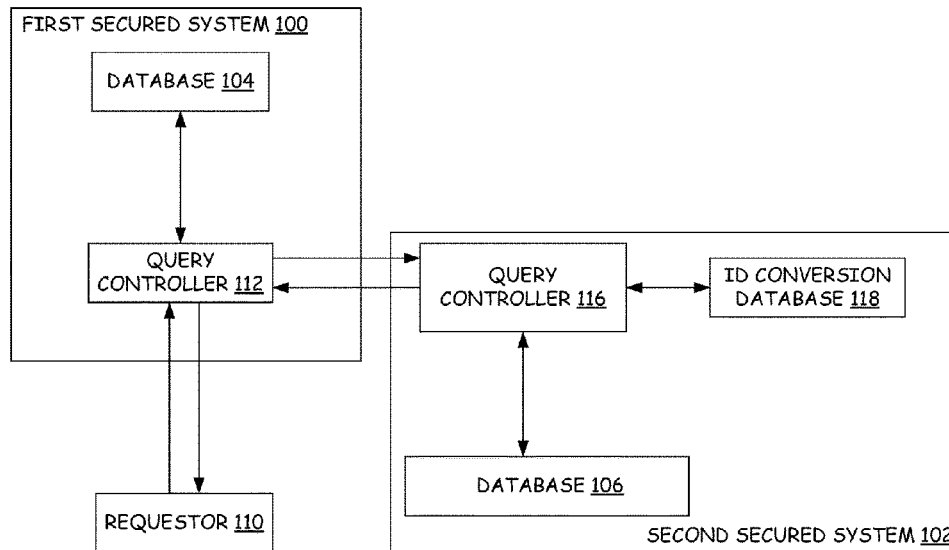 FIRST SECURED SYSTEM 100
DATABASE 104
QUERY
CONTROLLER 112
QUERY
CONTROLLER 116
ID CONVERSION
DATABASE 118
DATABASE 106
REQUESTOR 110
SECOND SECURED SYSTEM 102